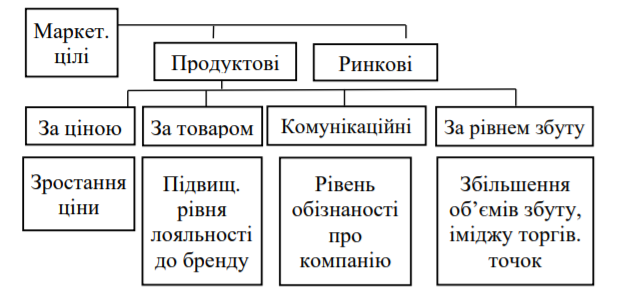 Маркет.
цілі
Продуктові
Ринкові
За ціною
За товаром
Комунікаційні
За рівнем збуту
Зростання
ціни
Підвищ.
рівня
лояльності
до бренду
Рівень
обізнаності
про
компанію
Збільшення
об’ємів збуту,
іміджу торгів.
точок